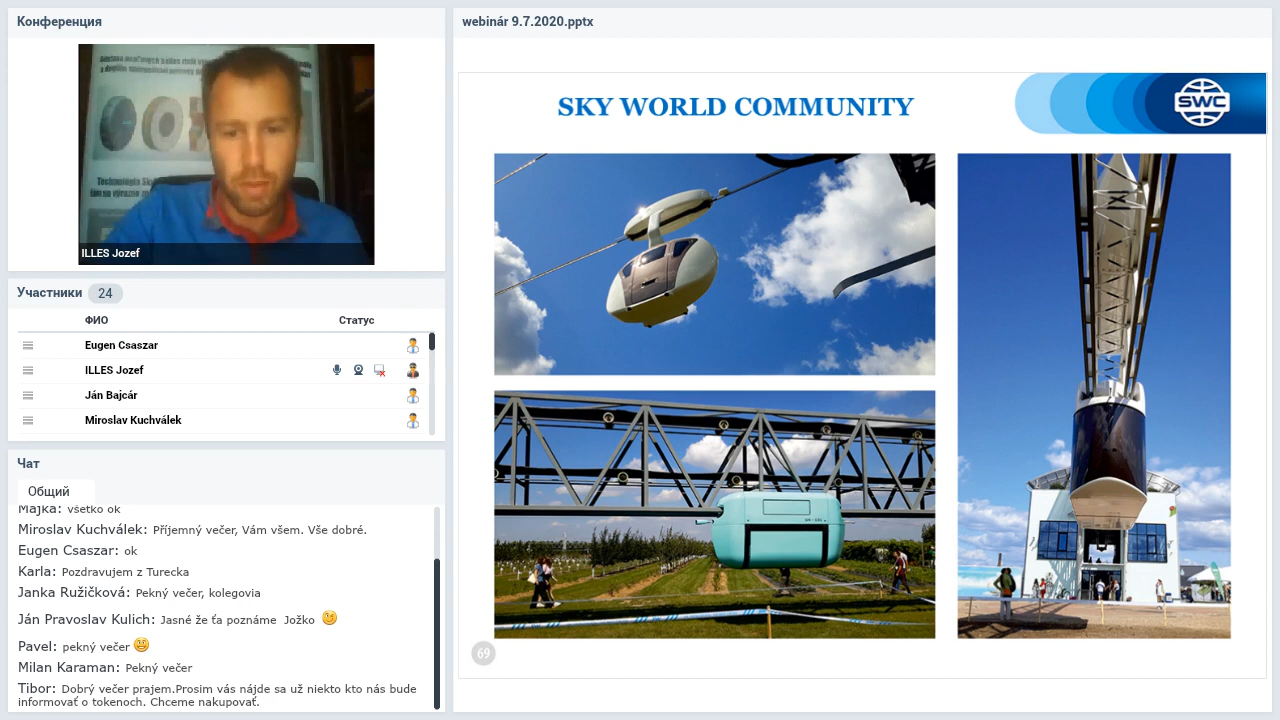 Конференция
ILLES Jozef
Участники 24
ФИО Статус
Eugen Csaszar
ILLES Jozef
Ján Bajcár
Miroslav Kuchválek
Чат
Общий
Majka: všetko ok
Miroslav Kuchválek: Příjemný večer, Vám všem. Vše dobré.
Eugen Csaszar: ok
Karla: Pozdravujem z Turecka
Janka Ružičková: Pekný večer, kolegovia
Ján Pravoslav Kulich: Jasné že ťa poznáme Jožko
Pavel: pekný večer
Milan Karaman: Pekný večer
Tibor: Dobrý večer prajem.Prosim vás nájde sa už niekto kto nás bude
informovať o tokenoch. Chceme nakupovať.
webinár 9.7.2020.pptx
SKY WORLD COMMUNITY
SWC
69